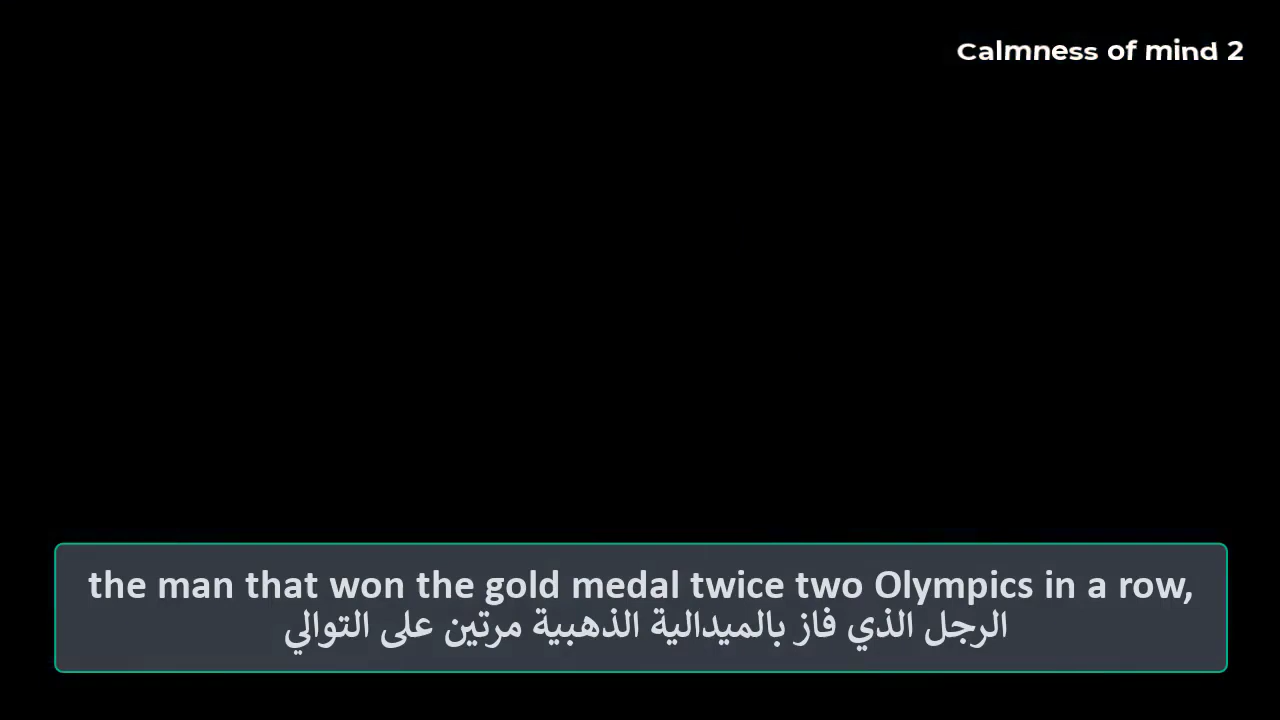 Calmness of mind 2
the man that won the gold medal twice two Olympics in a row,
الرجل الذي فاز بالميدالية الذهبية مرتين على التوالي